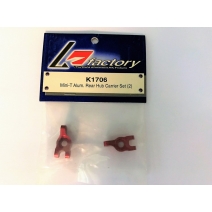 factory
K1706
Mini-T Alum. Rear Hub Carrier Set (2)